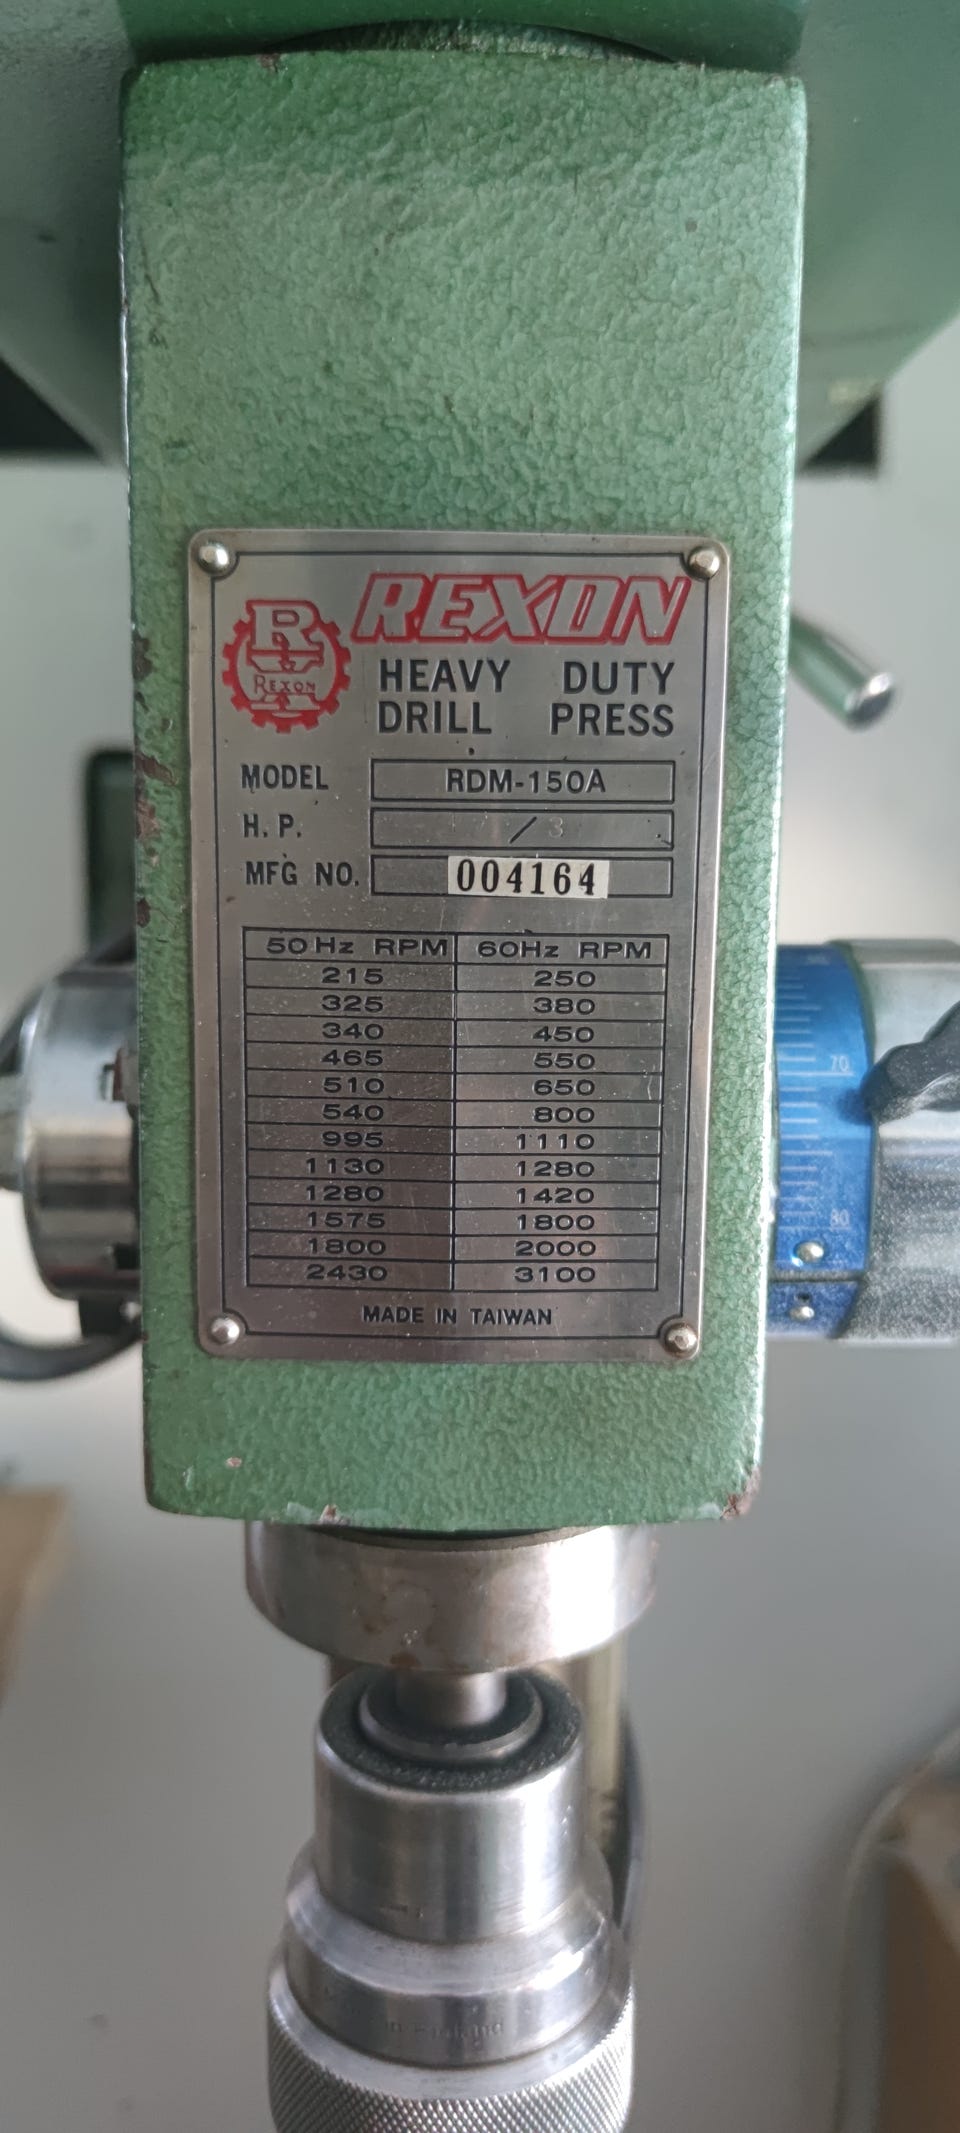 R
REXON
REXON
HEAVY DUTY
DRILL PRESS
MODEL RDM-150A
H. P. / 3
MFG NO. 004164
50Hz RPM 60Hz RPM
215 250
325 380
340 450
465 550
510 650
540 800
995 1110
1130 1280
1280 1420
1575 1800
1800 2000
2430 3100
MADE IN TAIWAN
70
80